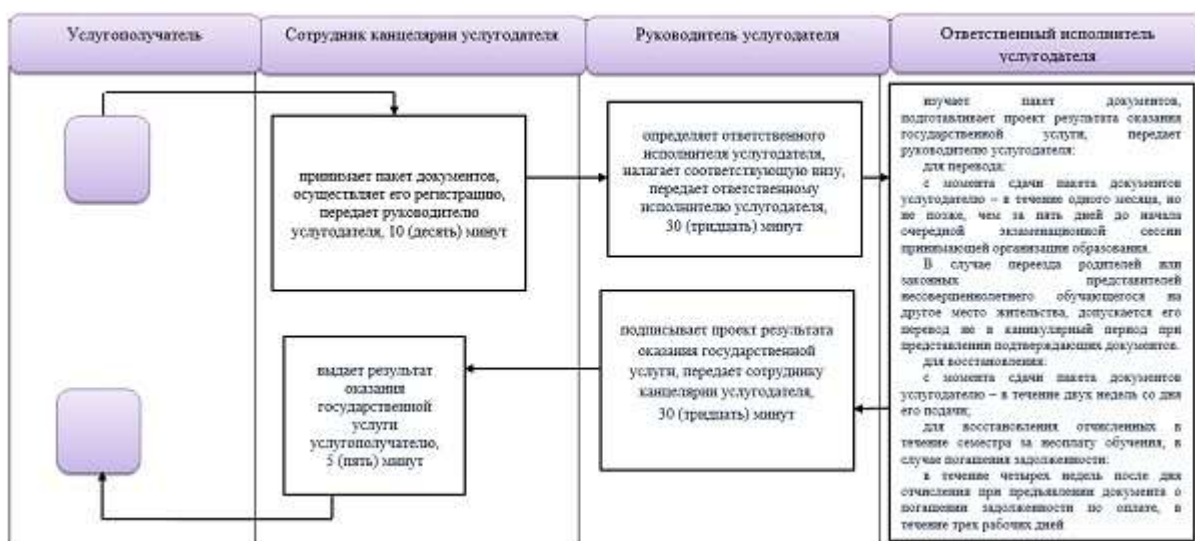 Услугополучатель
Сотрудник канцелярии услугодателя
Руководитель услугодателя
Ответственный исполнитель
услугодателя
принимает пакет документов,
осуществляет его регистрацию,
передает руководителю
услугодателя, 10 (десять) минут
определяет ответственного
исполнителя услугодателя,
налагает соответствующую визу,
передает ответственному
исполнителю услугодателя,
30 (тридцать) минут
изучает пакет документов,
подготавливает проект результата оказания
государственной услуги, передает
руководителю услугодателя:
для перевода:
с момента сдачи пакета документов
услугодателю – в течение одного месяца, но
не позже, чем за пять дней до начала
очередной экзаменационной сессии
принимающей организации образования.
В случае переезда родителей или
законных представителей
несовершеннолетнего обучающегося на
другое место жительства, допускается его
перевод не в каникулярный период при
представлении подтверждающих документов.
для восстановления:
с момента сдачи пакета документов
услугодателю – в течение двух недель со дня
его подачи;
для восстановления отчисленных в
течение семестра за неоплату обучения, в
случае погашения задолженности:
в течение четырех недель после дня
отчисления при предъявлении документа о
погашении задолженности по оплате, в
течение трех рабочих дней
подписывает проект результата
оказания государственной
услуги, передает сотруднику
канцелярии услугодателя,
30 (тридцать) минут
выдает результат
оказания
государственной
услуги
услугополучателю,
5 (пять) минут